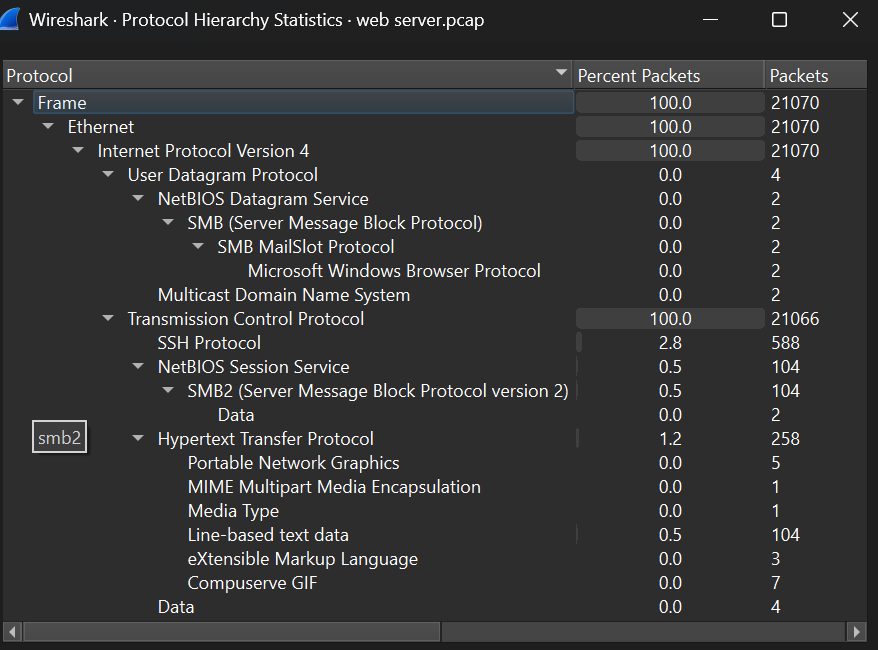 Wireshark · Protocol Hierarchy Statistics · web server.pcap
Protocol Percent Packets Packets
Frame 100.0 21070
Ethernet 100.0 21070
Internet Protocol Version 4 100.0 21070
User Datagram Protocol 0.0 4
NetBIOS Datagram Service 0.0 2
SMB (Server Message Block Protocol) 0.0 2
SMB MailSlot Protocol 0.0 2
Microsoft Windows Browser Protocol 0.0 2
Multicast Domain Name System 0.0 2
Transmission Control Protocol 100.0 21066
SSH Protocol 2.8 588
NetBIOS Session Service 0.5 104
SMB2 (Server Message Block Protocol version 2) 0.5 104
Data 0.0 2
smb2
Hypertext Transfer Protocol 1.2 258
Portable Network Graphics 0.0 5
MIME Multipart Media Encapsulation 0.0 1
Media Type 0.0 1
Line-based text data 0.5 104
eXtensible Markup Language 0.0 3
Compuserve GIF 0.0 7
Data 0.0 4